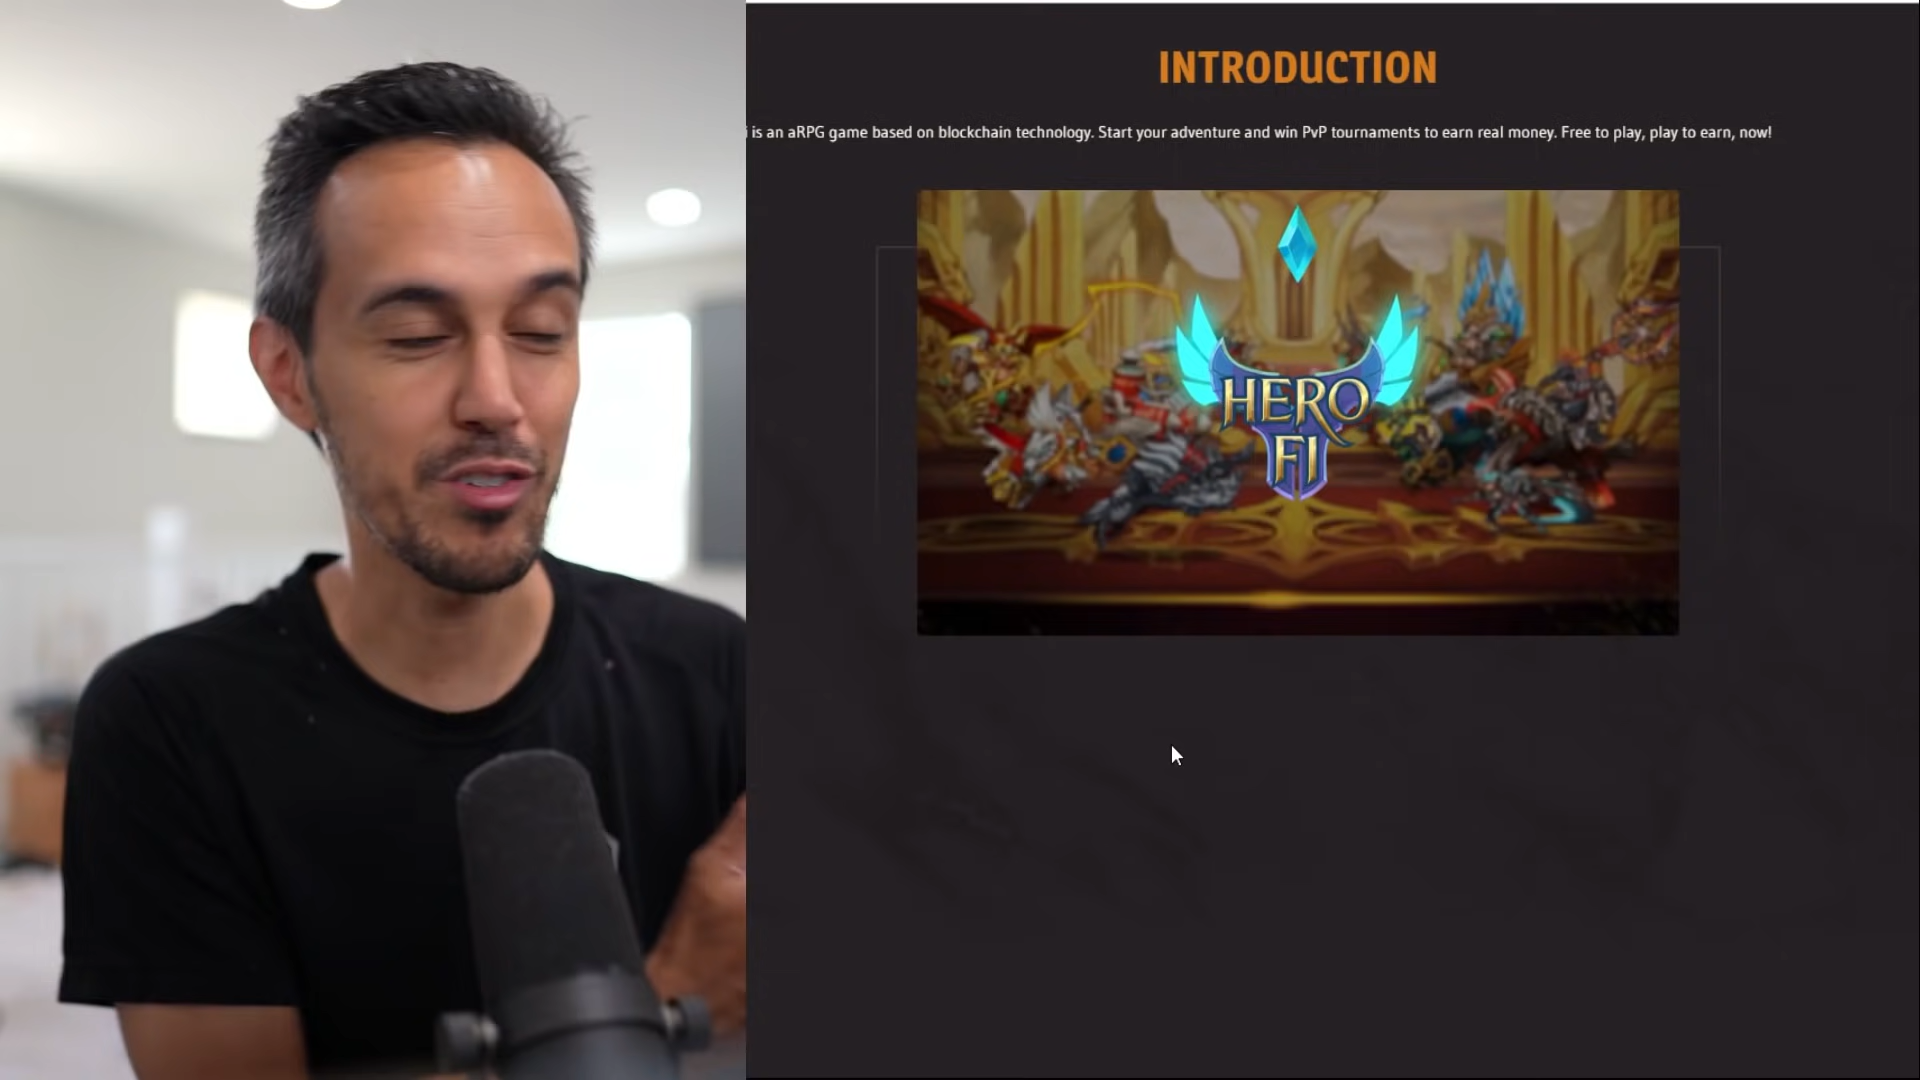 INTRODUCTION
i is an aRPG game based on blockchain technology. Start your adventure and win PvP tournaments to earn real money. Free to play, play to earn, now!
HERO
FI